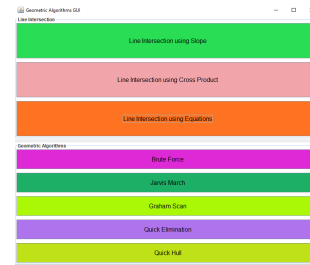 Geometric Algorithms GUI
Line Intersection
Line Intersection using Slope
Line Intersection using Cross Product
Line Intersection using Equations
Geometric Algorithms
Brute Force
Jarvis March
Graham Scan
Quick Elimination
Quick Hull